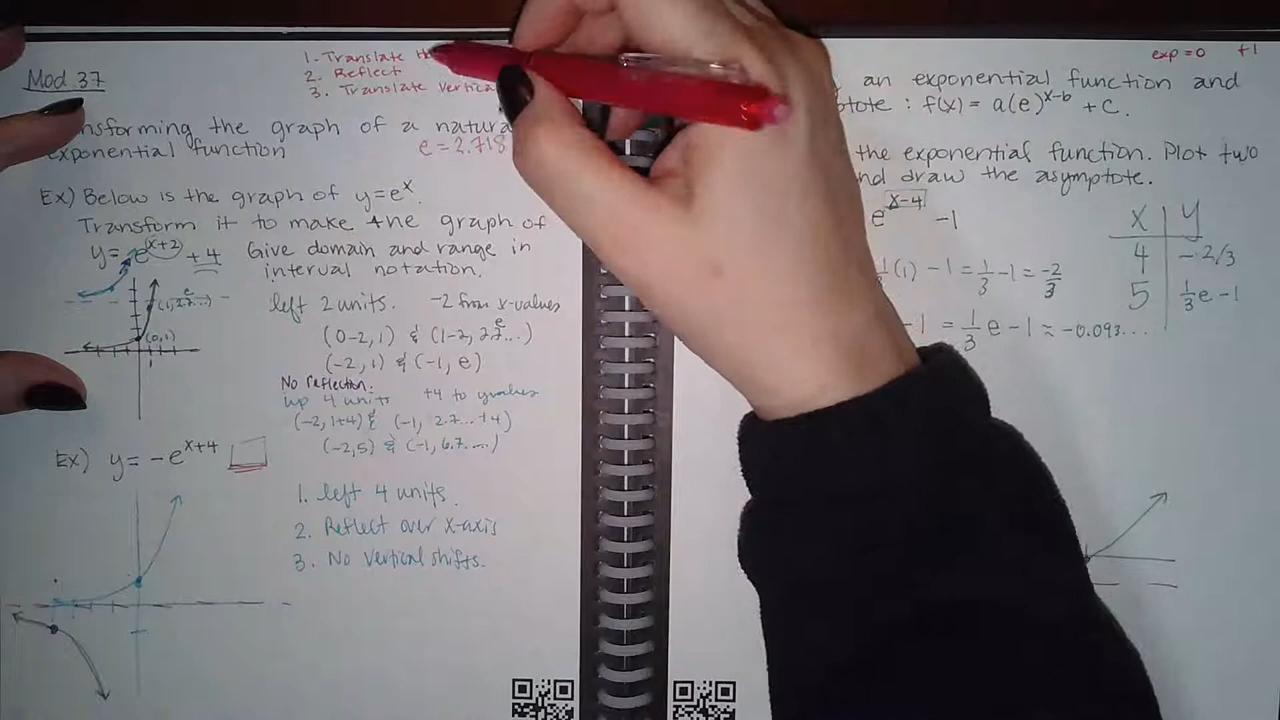 1. Translate
2. Reflect
3. Translate vertica
Mod 37
nsforming the graph of a natura
exponential function
e = 2.718
Ex) Below is the graph of y=e^x.
Transform it to make the graph of
y= e^(x+2) + 4 Give domain and range in
interval notation.
(1, 2.7...)
e
(0,1)
left 2 units. -2 from x-values
(0-2, 1) & (1-2, 2.7...)
e
(-2, 1) & (-1, e)
No reflection.
up 4 units +4 to y values
(-2, 1+4) & (-1, 2.7...+4)
(-2,5) & (-1, 6.7....)
Ex) y= -e^x+4
1. left 4 units.
2. Reflect over x-axis
3. No vertical shifts.
exp=0 +1
an exponential function and
ptote : f(x) = a(e)^x-b + c.
the exponential function. Plot two
nd draw the asymptote.
e^x-4 -1
x y
4 -2/3
5 1/3 e -1
1/3 (1) -1 = 1/3 -1 = -2/3
-1 = 1/3 e -1 ≈ -0.093...